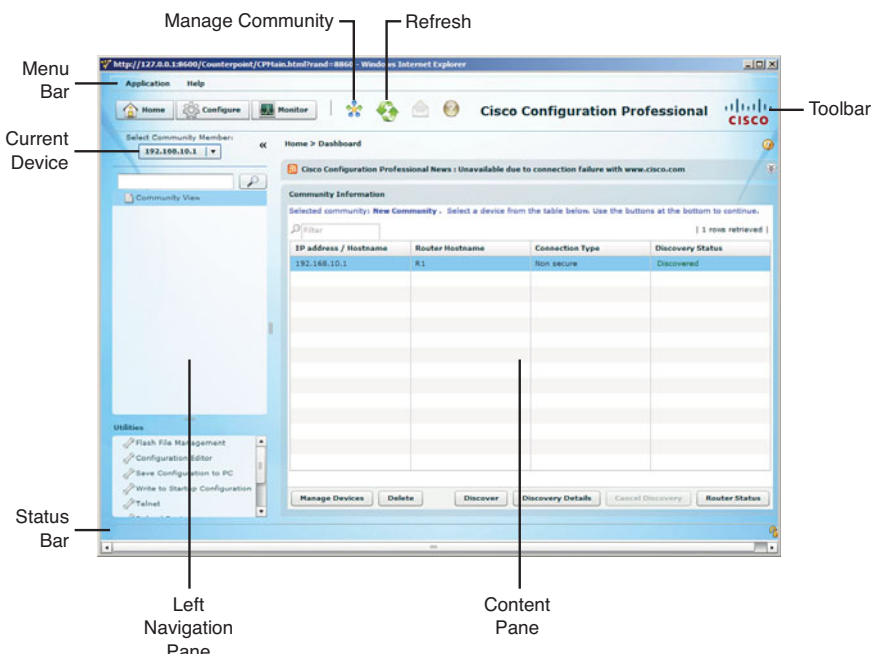 Manage Community
Refresh
Menu Bar
Current Device
Toolbar
Status Bar
Left Navigation Pane
Content Pane
http://127.0.0.1:8600/Counterpoint/CPMain.html?rand=8860 - Windows Internet Explorer
Application Help
Home Configure Monitor
Cisco Configuration Professional
CISCO
Select Community Member:
192.168.10.1
Home > Dashboard
Cisco Configuration Professional News : Unavailable due to connection failure with www.cisco.com
Community View
Community Information
Selected community: New Community . Select a device from the table below. Use the buttons at the bottom to continue.
Filter
1 rows retrieved
IP address / Hostname Router Hostname Connection Type Discovery Status
192.168.10.1 R1 Non secure Discovered
Utilities
Flash File Management
Configuration Editor
Save Configuration to PC
Write to Startup Configuration
Telnet
Manage Devices Delete Discover Discovery Details Cancel Discovery Router Status